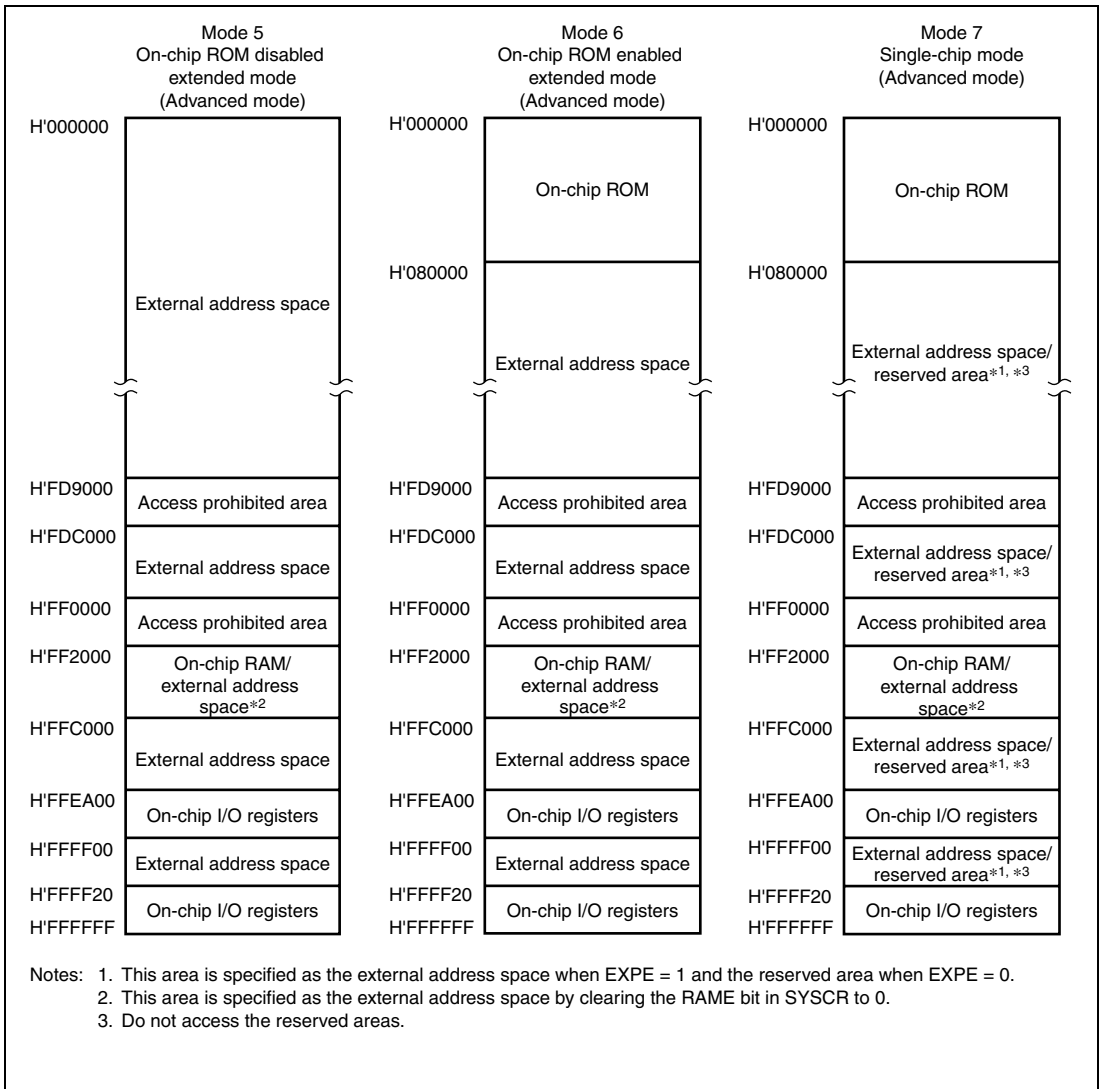 Mode 5
On-chip ROM disabled
extended mode
(Advanced mode)
H'000000
External address space
H'FD9000
Access prohibited area
H'FDC000
External address space
H'FF0000
Access prohibited area
H'FF2000
On-chip RAM/
external address
space*2
H'FFC000
External address space
H'FFEA00
On-chip I/O registers
H'FFFF00
External address space
H'FFFF20
On-chip I/O registers
H'FFFFFF
Mode 6
On-chip ROM enabled
extended mode
(Advanced mode)
H'000000
On-chip ROM
H'080000
External address space
H'FD9000
Access prohibited area
H'FDC000
External address space
H'FF0000
Access prohibited area
H'FF2000
On-chip RAM/
external address
space*2
H'FFC000
External address space
H'FFEA00
On-chip I/O registers
H'FFFF00
External address space
H'FFFF20
On-chip I/O registers
H'FFFFFF
Mode 7
Single-chip mode
(Advanced mode)
H'000000
On-chip ROM
H'080000
External address space/
reserved area*1, *3
H'FD9000
Access prohibited area
H'FDC000
External address space/
reserved area*1, *3
H'FF0000
Access prohibited area
H'FF2000
On-chip RAM/
external address
space*2
H'FFC000
External address space/
reserved area*1, *3
H'FFEA00
On-chip I/O registers
H'FFFF00
External address space/
reserved area*1, *3
H'FFFF20
On-chip I/O registers
H'FFFFFF
Notes: 1. This area is specified as the external address space when EXPE = 1 and the reserved area when EXPE = 0.
2. This area is specified as the external address space by clearing the RAME bit in SYSCR to 0.
3. Do not access the reserved areas.